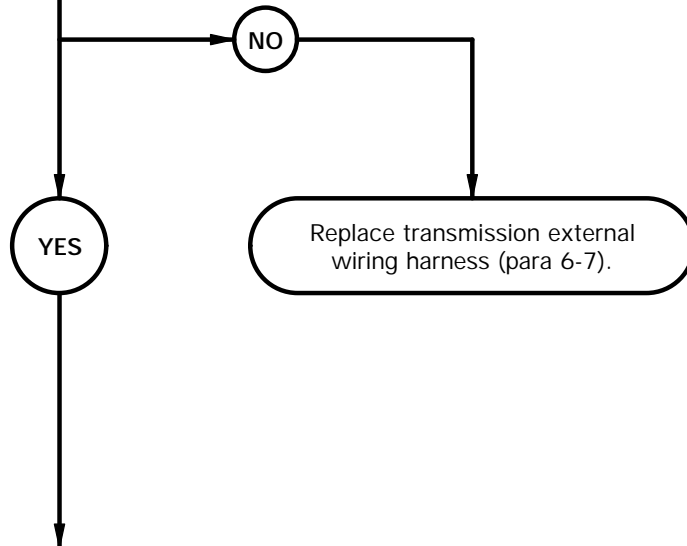 NO
YES
Replace transmission external
wiring harness (para 6-7).